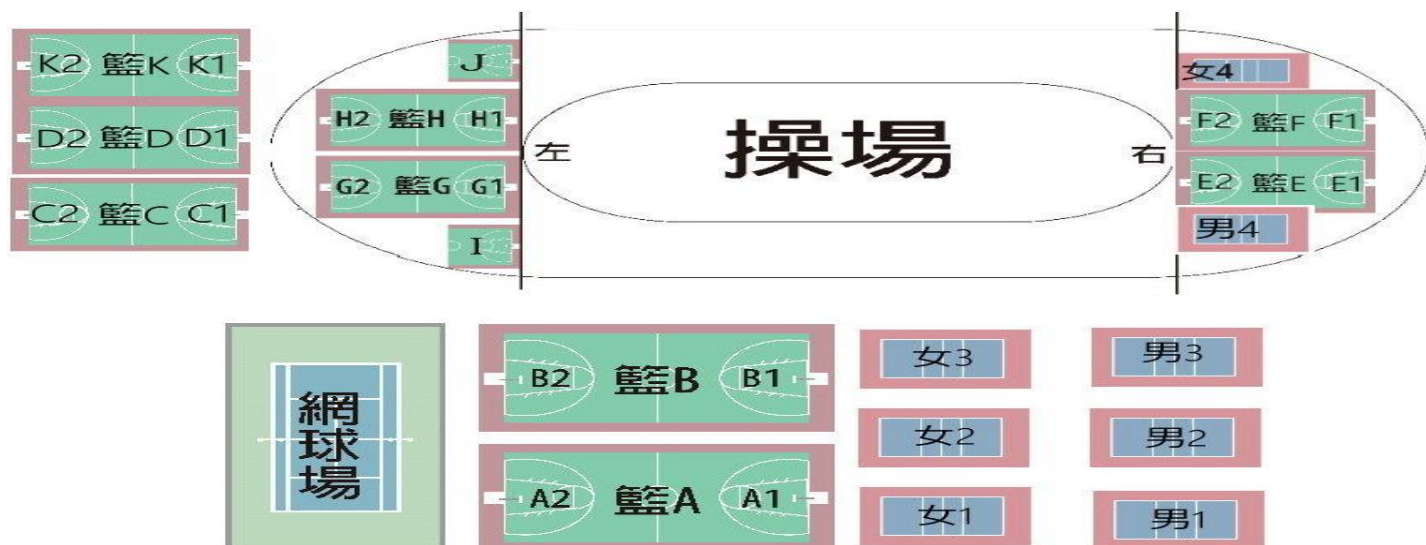 K2 籃K K1
D2 籃D D1
C2 籃C C1
J
H2 籃H H1
G2 籃G G1
I
左
操場
右
女4
F2 籃F F1
E2 籃E E1
男4
網球場
B2 籃B B1
A2 籃A A1
女3
女2
女1
男3
男2
男1